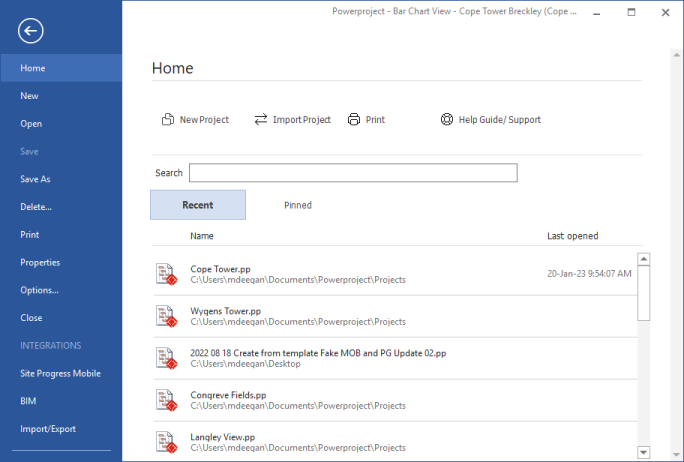 Powerproject - Bar Chart View - Cope Tower Breckley (Cope ...
Home
New
Open
Save
Save As
Delete...
Print
Properties
Options...
Close
INTEGRATIONS
Site Progress Mobile
BIM
Import/Export
Home
New Project
Import Project
Print
Help Guide/ Support
Search
Recent
Pinned
Name
Last opened
Cope Tower.pp
20-Jan-23 9:54:07 AM
C:\Users\mdeegan\Documents\Powerproject\Projects
Wygens Tower.pp
C:\Users\mdeegan\Documents\Powerproject\Projects
2022 08 18 Create from template Fake MOB and PG Update 02.pp
C:\Users\mdeegan\Desktop
Congreve Fields.pp
C:\Users\mdeegan\Documents\Powerproject\Projects
Langley View.pp
C:\Users\mdeegan\Documents\Powerproject\Projects